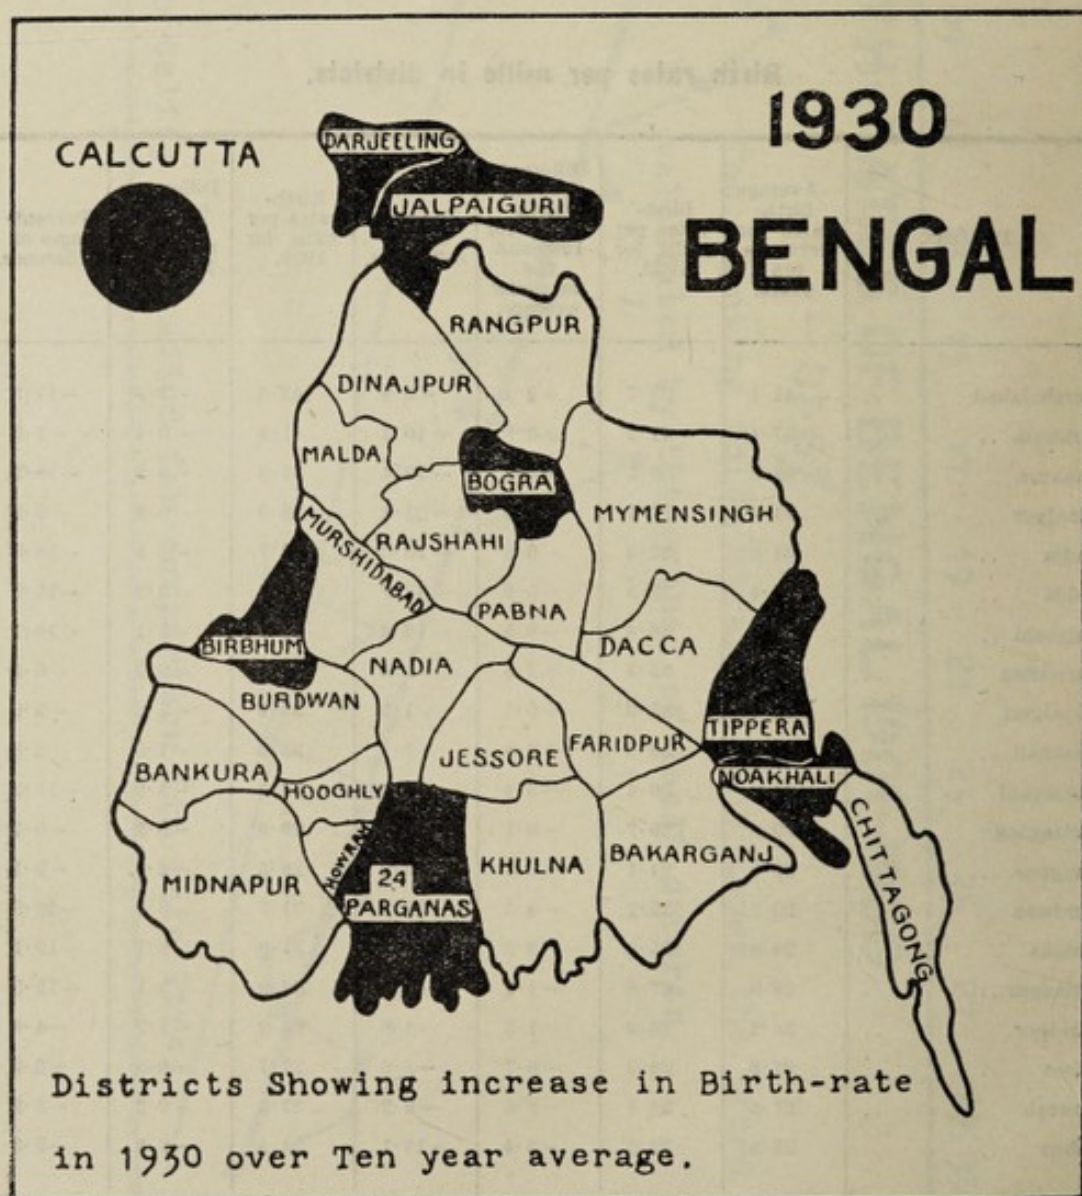 1930
BENGAL
CALCUTTA
DARJEELING
JALPAIGURI
RANGPUR
DINAJPUR
MALDA
BOGRA
MYMENSINGH
MURSHIDABAD
RAJSHAHI
PABNA
DACCA
BIRBHUM
NADIA
BURDWAN
TIPPERA
FARIDPUR
JESSORE
BANKURA
HOOGHLY
NOAKHALI
CHITTAGONG
HOWRAH
KHULNA
BAKARGANJ
MIDNAPUR
24
PARGANAS
Districts Showing increase in Birth-rate
in 1930 over Ten year average.